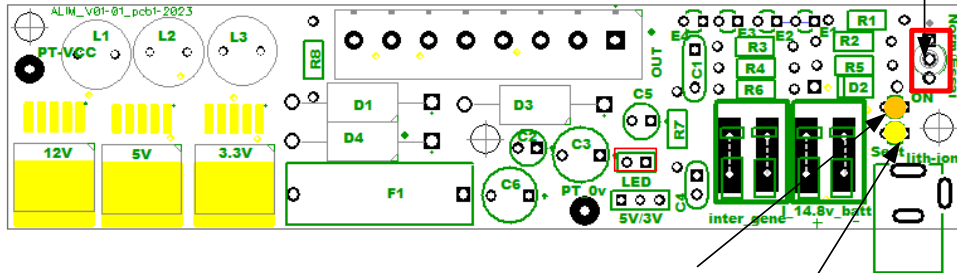 ALIM_V01-01_pcb1-2023
PT-VCC
L1
L2
L3
R8
OUT
E4
E3
E2
E1
R1
R2
R3
R4
R5
R6
D2
C1
ON
D1
D3
D4
C5
R7
C2
C3
12V
5V
3.3V
F1
C6
PT_0v
LED
5V/3V
C4
inter_gene
14.8v_batt
+ -
lith-ion